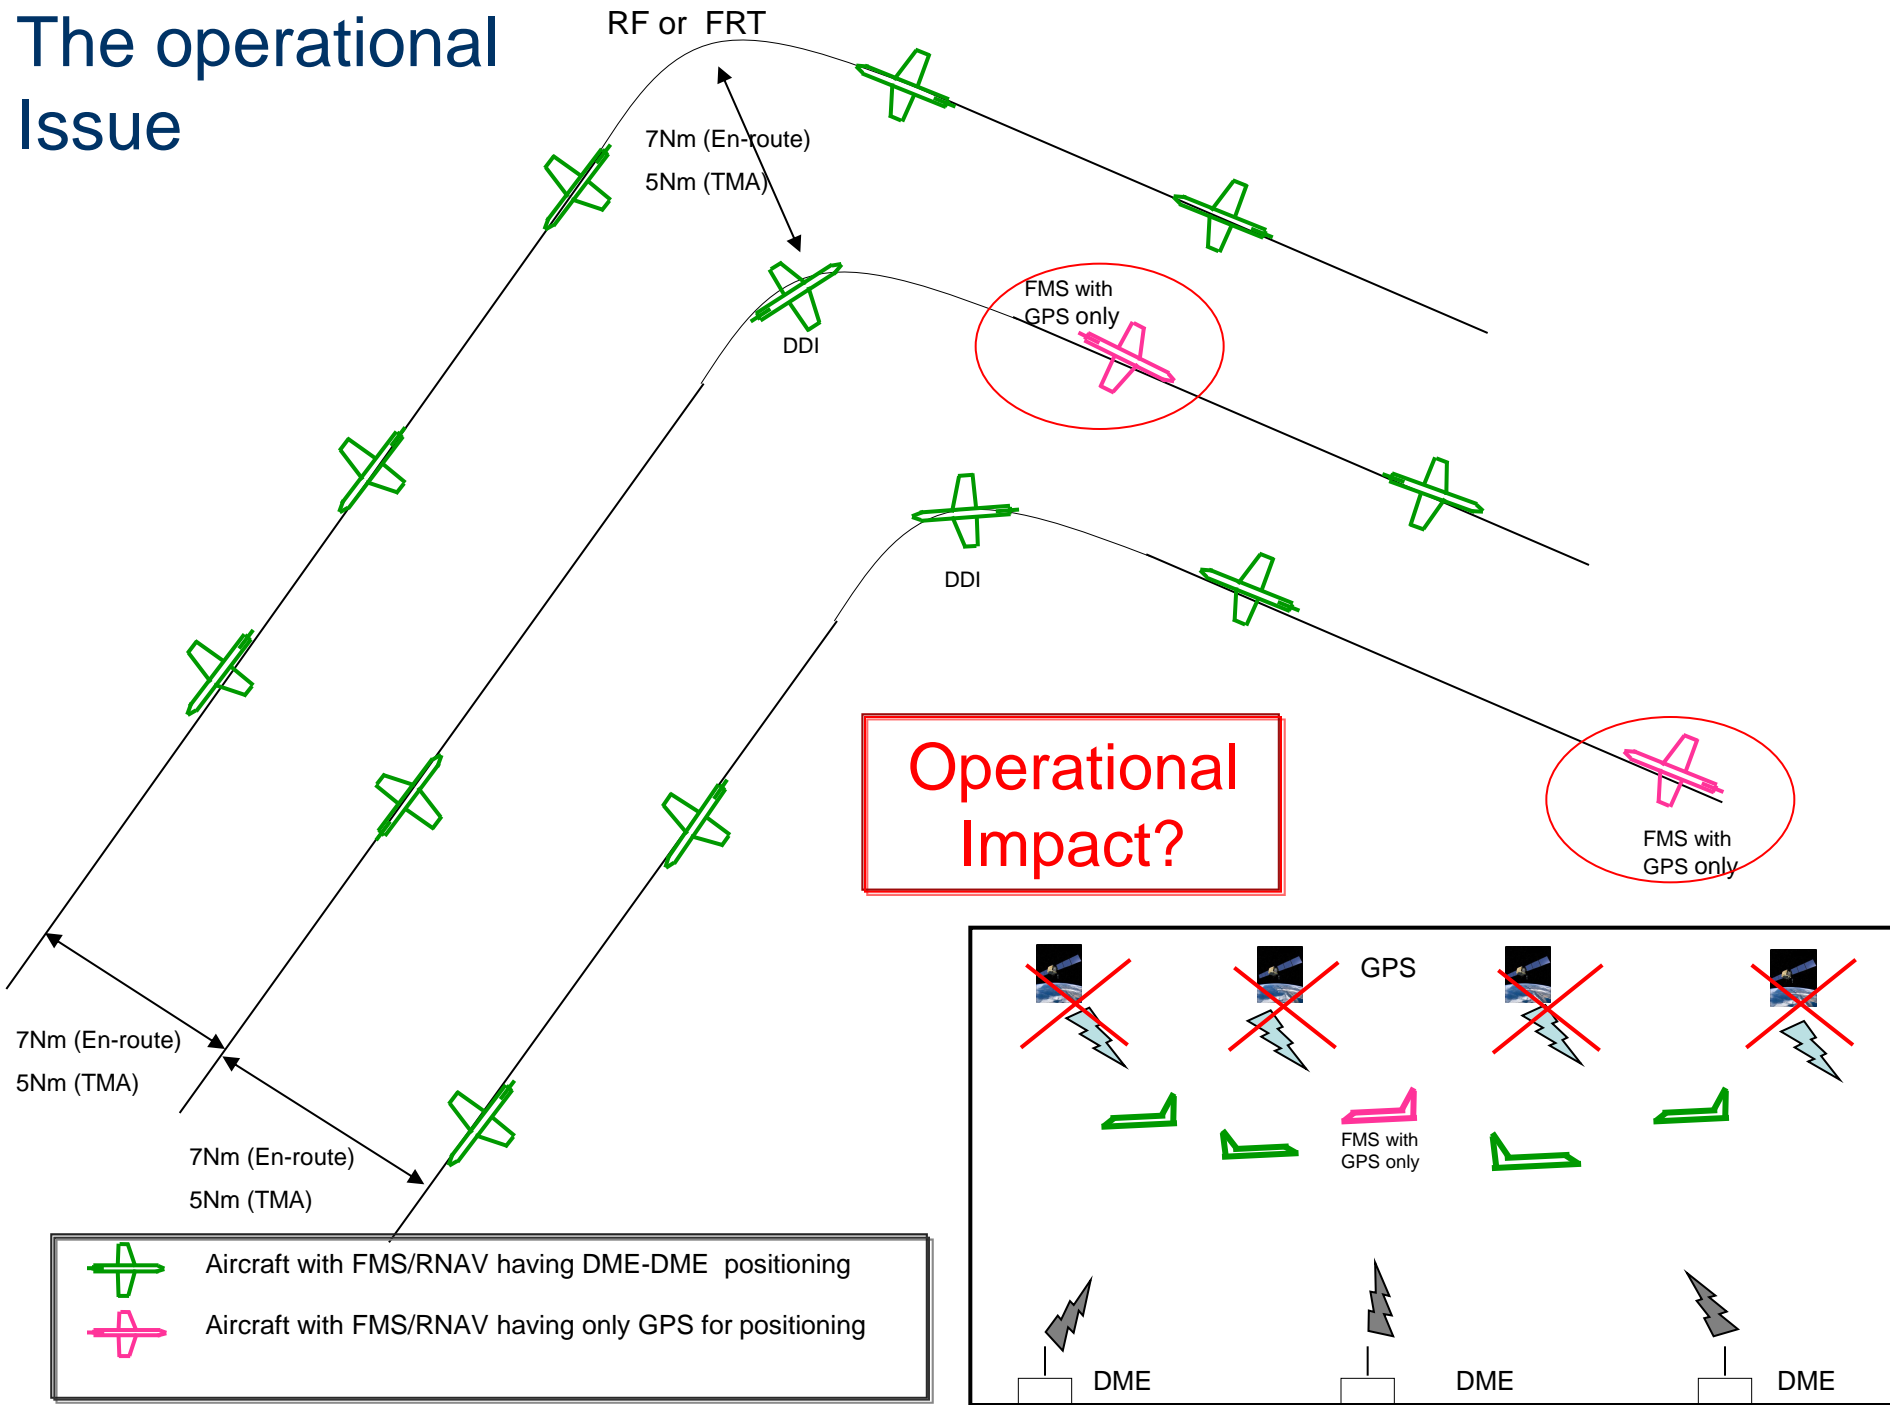 The operational
Issue
RF or FRT
7Nm (En-route)
5Nm (TMA)
DDI
FMS with
GPS only
DDI
Operational
Impact?
FMS with
GPS only
7Nm (En-route)
5Nm (TMA)
7Nm (En-route)
5Nm (TMA)
Aircraft with FMS/RNAV having DME-DME positioning
Aircraft with FMS/RNAV having only GPS for positioning
GPS
FMS with
GPS only
DME
DME
DME